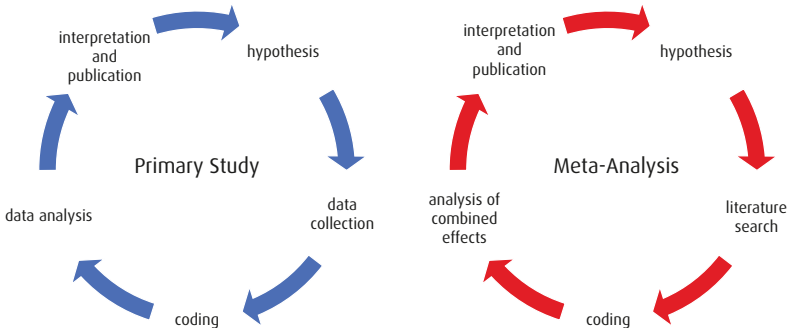 interpretation
and
publication
hypothesis
Primary Study
data analysis
data
collection
coding
interpretation
and
publication
hypothesis
Meta-Analysis
analysis of
combined
effects
literature
search
coding